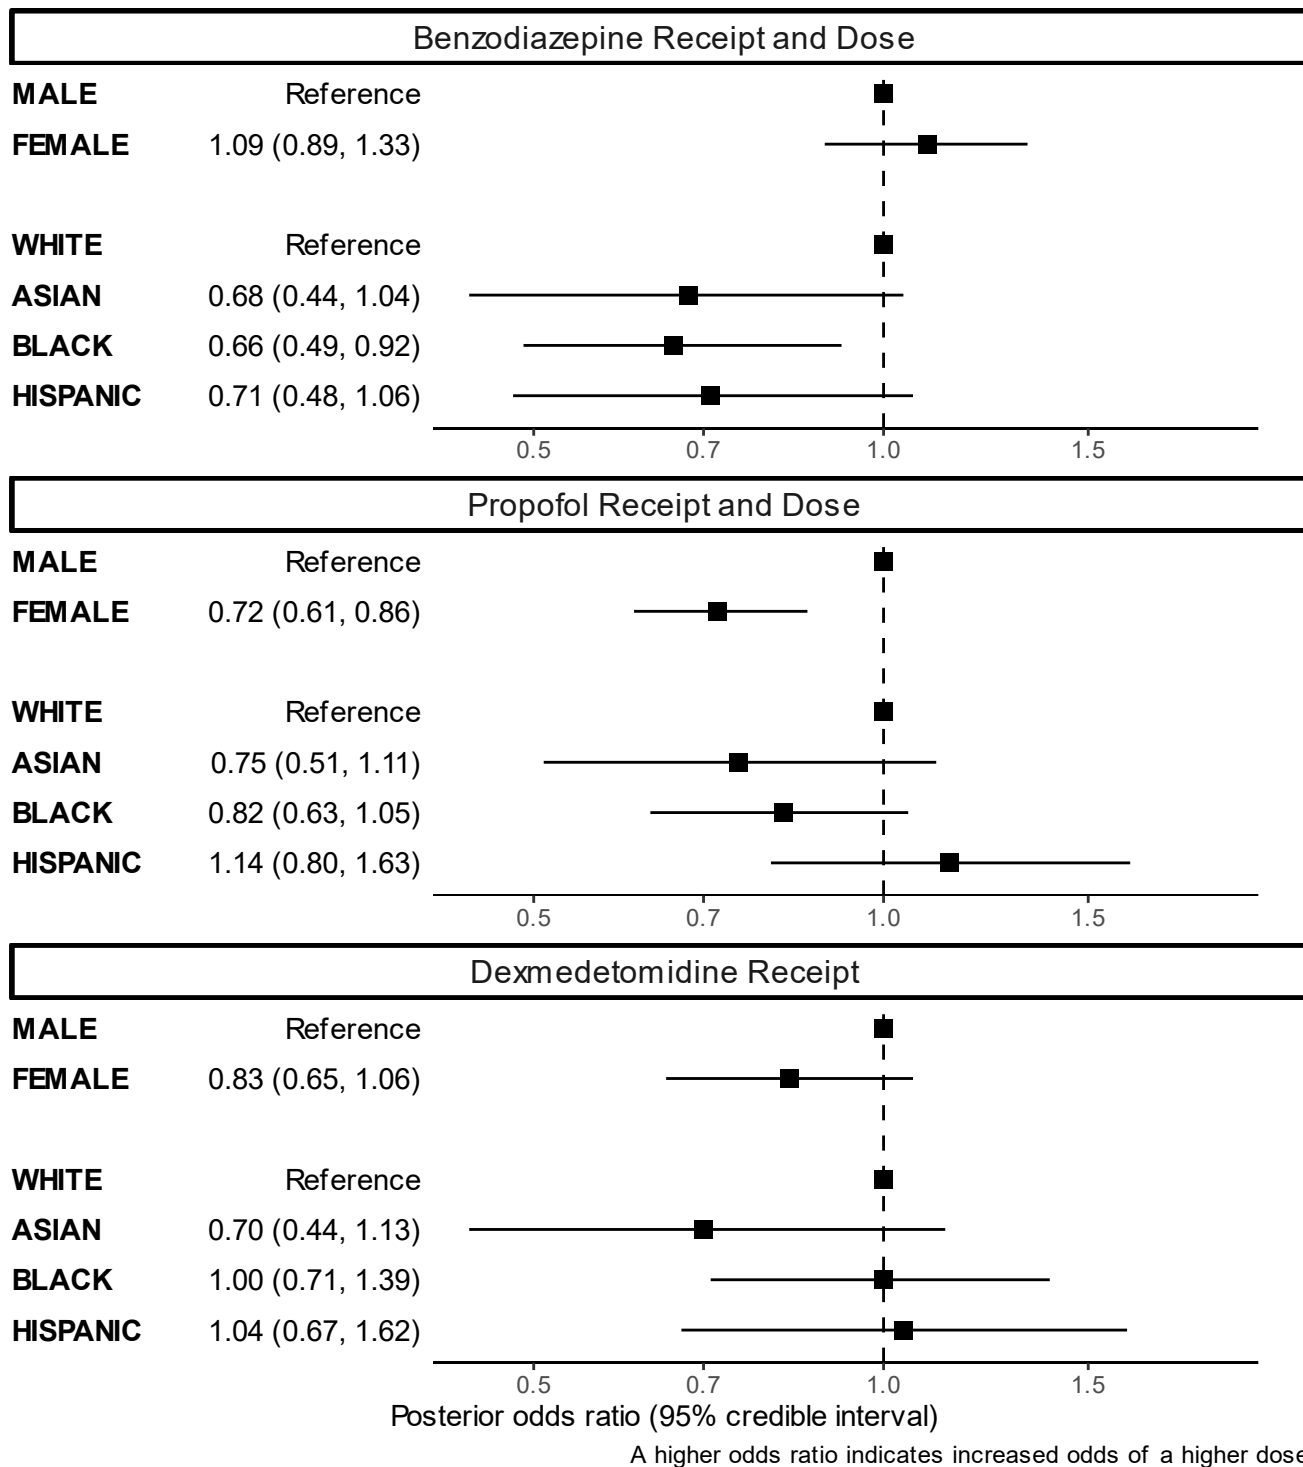 Benzodiazepine Receipt and Dose
MALE Reference
FEMALE 1.09 (0.89, 1.33)
WHITE Reference
ASIAN 0.68 (0.44, 1.04)
BLACK 0.66 (0.49, 0.92)
HISPANIC 0.71 (0.48, 1.06)
0.5 0.7 1.0 1.5
Propofol Receipt and Dose
MALE Reference
FEMALE 0.72 (0.61, 0.86)
WHITE Reference
ASIAN 0.75 (0.51, 1.11)
BLACK 0.82 (0.63, 1.05)
HISPANIC 1.14 (0.80, 1.63)
0.5 0.7 1.0 1.5
Dexmedetomidine Receipt
MALE Reference
FEMALE 0.83 (0.65, 1.06)
WHITE Reference
ASIAN 0.70 (0.44, 1.13)
BLACK 1.00 (0.71, 1.39)
HISPANIC 1.04 (0.67, 1.62)
0.5 0.7 1.0 1.5
Posterior odds ratio (95% credible interval)
A higher odds ratio indicates increased odds of a higher dose